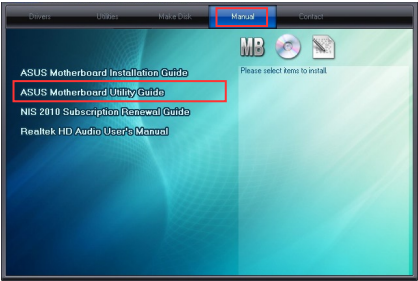 Drivers Utilities Make Disk Manual Contact
MB
Please select items to install.
ASUS Motherboard Installation Guide
ASUS Motherboard Utility Guide
NIS 2010 Subscription Renewal Guide
Realtek HD Audio User's Manual